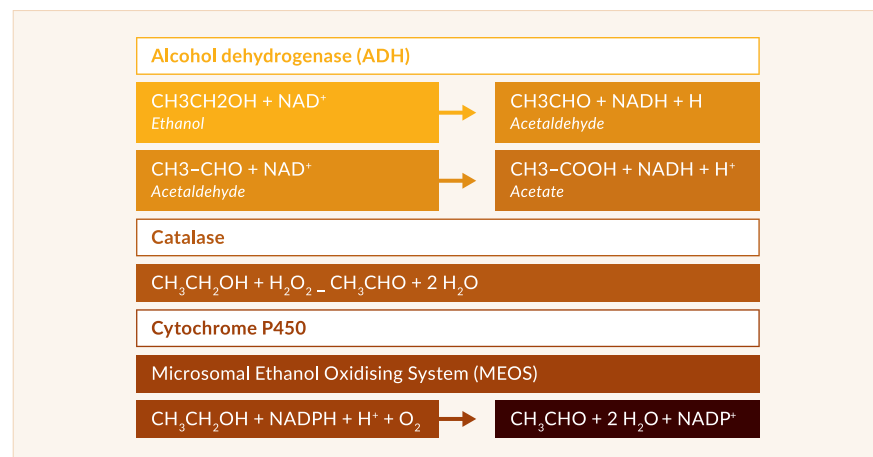 Alcohol dehydrogenase (ADH)
CH3CH2OH + NAD⁺
Ethanol
CH3CHO + NADH + H
Acetaldehyde
CH3–CHO + NAD⁺
Acetaldehyde
CH3–COOH + NADH + H⁺
Acetate
Catalase
CH₃CH₂OH + H₂O₂ _ CH₃CHO + 2 H₂O
Cytochrome P450
Microsomal Ethanol Oxidising System (MEOS)
CH₃CH₂OH + NADPH + H⁺ + O₂
CH₃CHO + 2 H₂O + NADP⁺